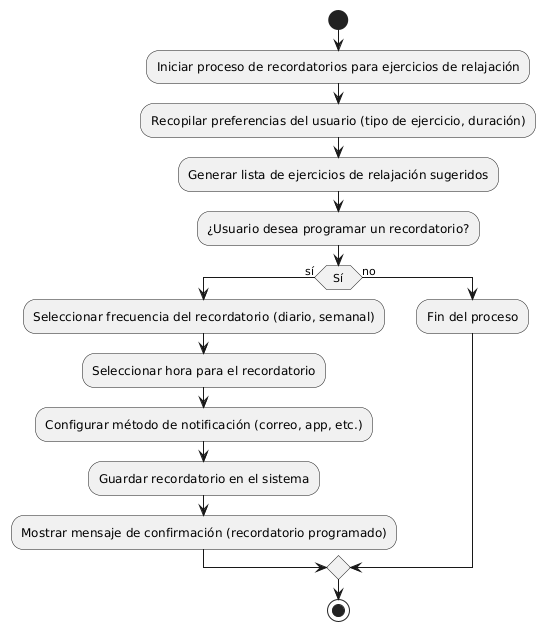 Iniciar proceso de recordatorios para ejercicios de relajación
Recopilar preferencias del usuario (tipo de ejercicio, duración)
Generar lista de ejercicios de relajación sugeridos
¿Usuario desea programar un recordatorio?
sí
Sí
no
Seleccionar frecuencia del recordatorio (diario, semanal)
Fin del proceso
Seleccionar hora para el recordatorio
Configurar método de notificación (correo, app, etc.)
Guardar recordatorio en el sistema
Mostrar mensaje de confirmación (recordatorio programado)